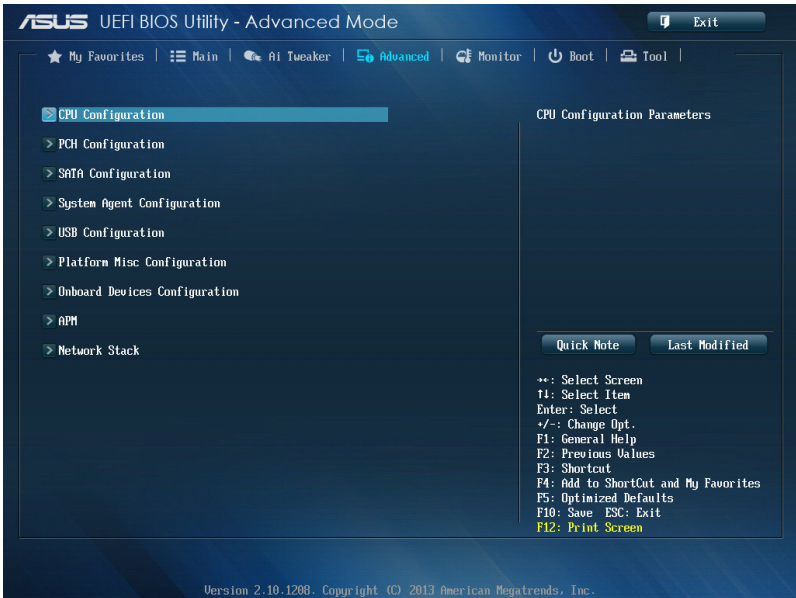 ASUS UEFI BIOS Utility - Advanced Mode
Exit
My Favorites | Main | Ai Tweaker | Advanced | Monitor | Boot | Tool |
CPU Configuration
PCH Configuration
SATA Configuration
System Agent Configuration
USB Configuration
Platform Misc Configuration
Onboard Devices Configuration
APM
Network Stack
CPU Configuration Parameters
Quick Note
Last Modified
→←: Select Screen
↑↓: Select Item
Enter: Select
+/-: Change Opt.
F1: General Help
F2: Previous Values
F3: Shortcut
F4: Add to ShortCut and My Favorites
F5: Optimized Defaults
F10: Save ESC: Exit
F12: Print Screen
Version 2.10.1208. Copyright (C) 2013 American Megatrends, Inc.